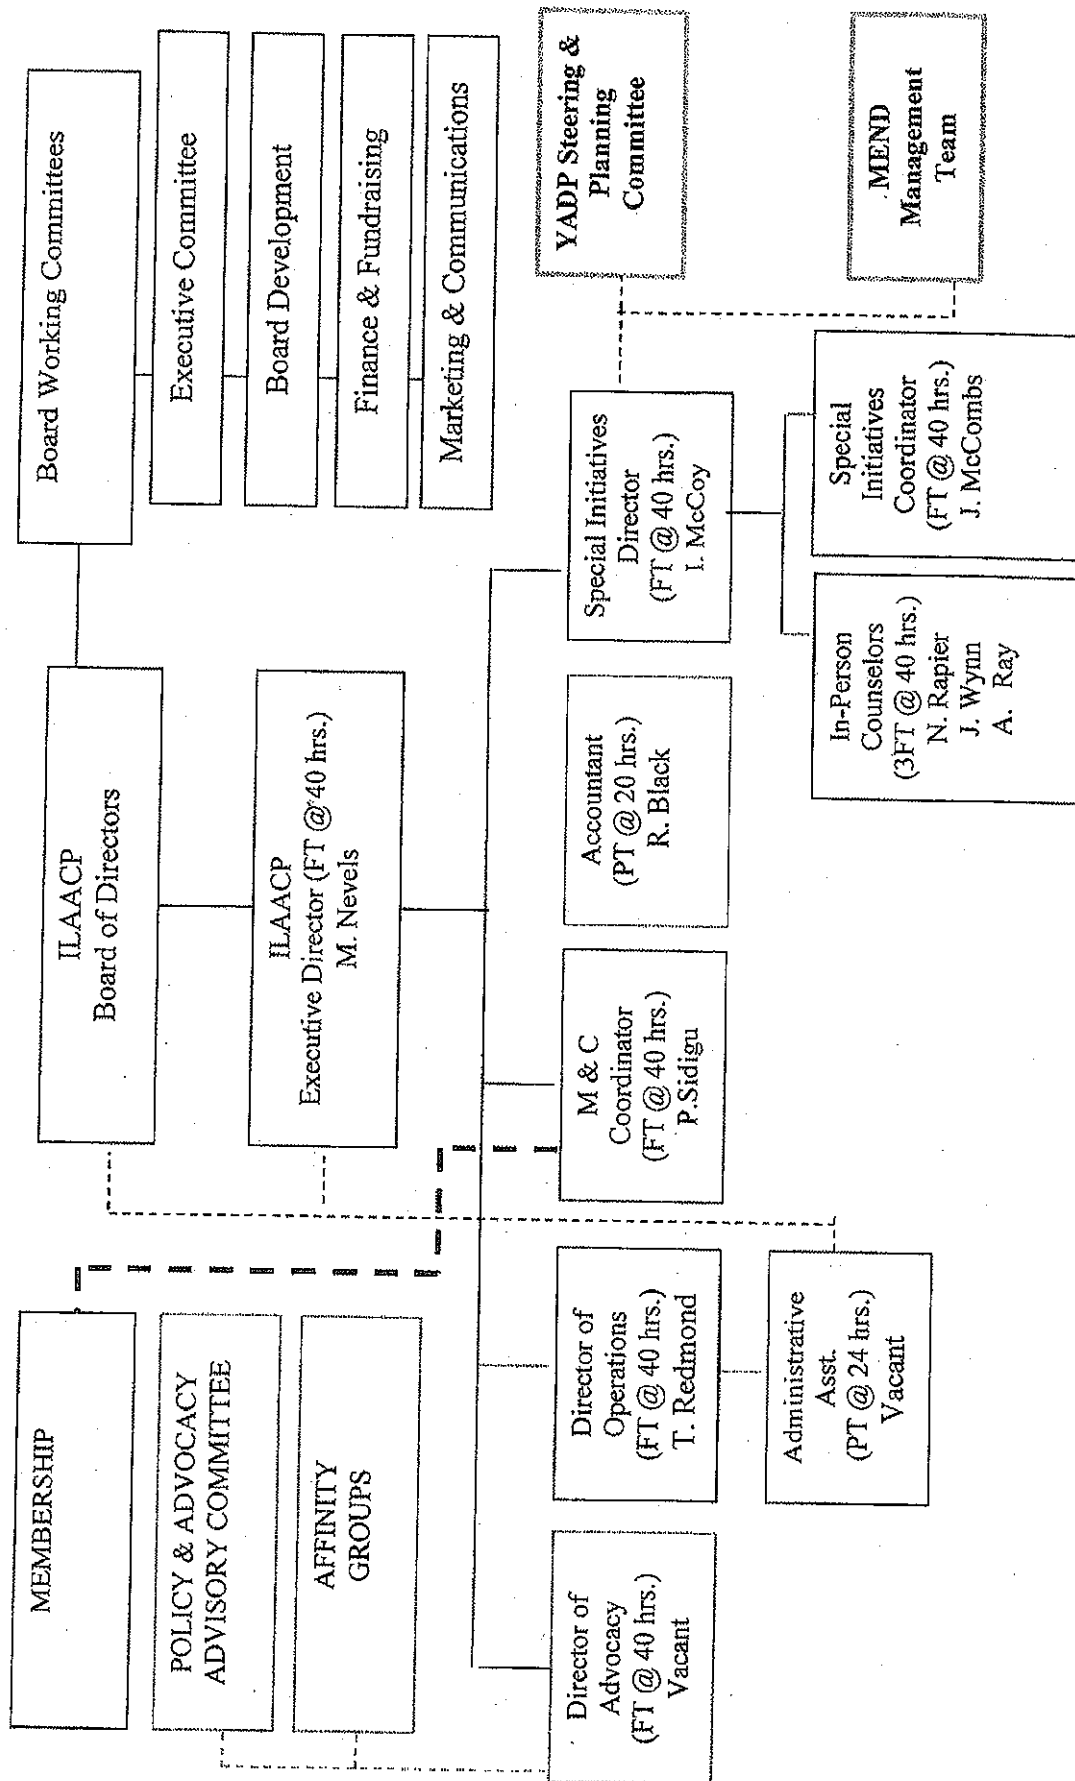 MEMBERSHIP
POLICY & ADVOCACY
ADVISORY COMMITTEE
AFFINITY
GROUPS
ILAACP
Board of Directors
ILAACP
Executive Director (FT @ 40 hrs.)
M. Nevels
Board Working Committees
Executive Committee
Board Development
Finance & Fundraising
Marketing & Communications
Director of
Advocacy
(FT @ 40 hrs.)
Vacant
Director of
Operations
(FT @ 40 hrs.)
T. Redmond
Administrative
Asst.
(PT @ 24 hrs.)
Vacant
M & C
Coordinator
(FT @ 40 hrs.)
P.Sidigu
Accountant
(PT @ 20 hrs.)
R. Black
Special Initiatives
Director
(FT @ 40 hrs.)
I. McCoy
In-Person
Counselors
(3FT @ 40 hrs.)
N. Rapier
J. Wynn
A. Ray
Special
Initiatives
Coordinator
(FT @ 40 hrs.)
J. McCombs
YADP Steering &
Planning
Committee
MEND
Management
Team